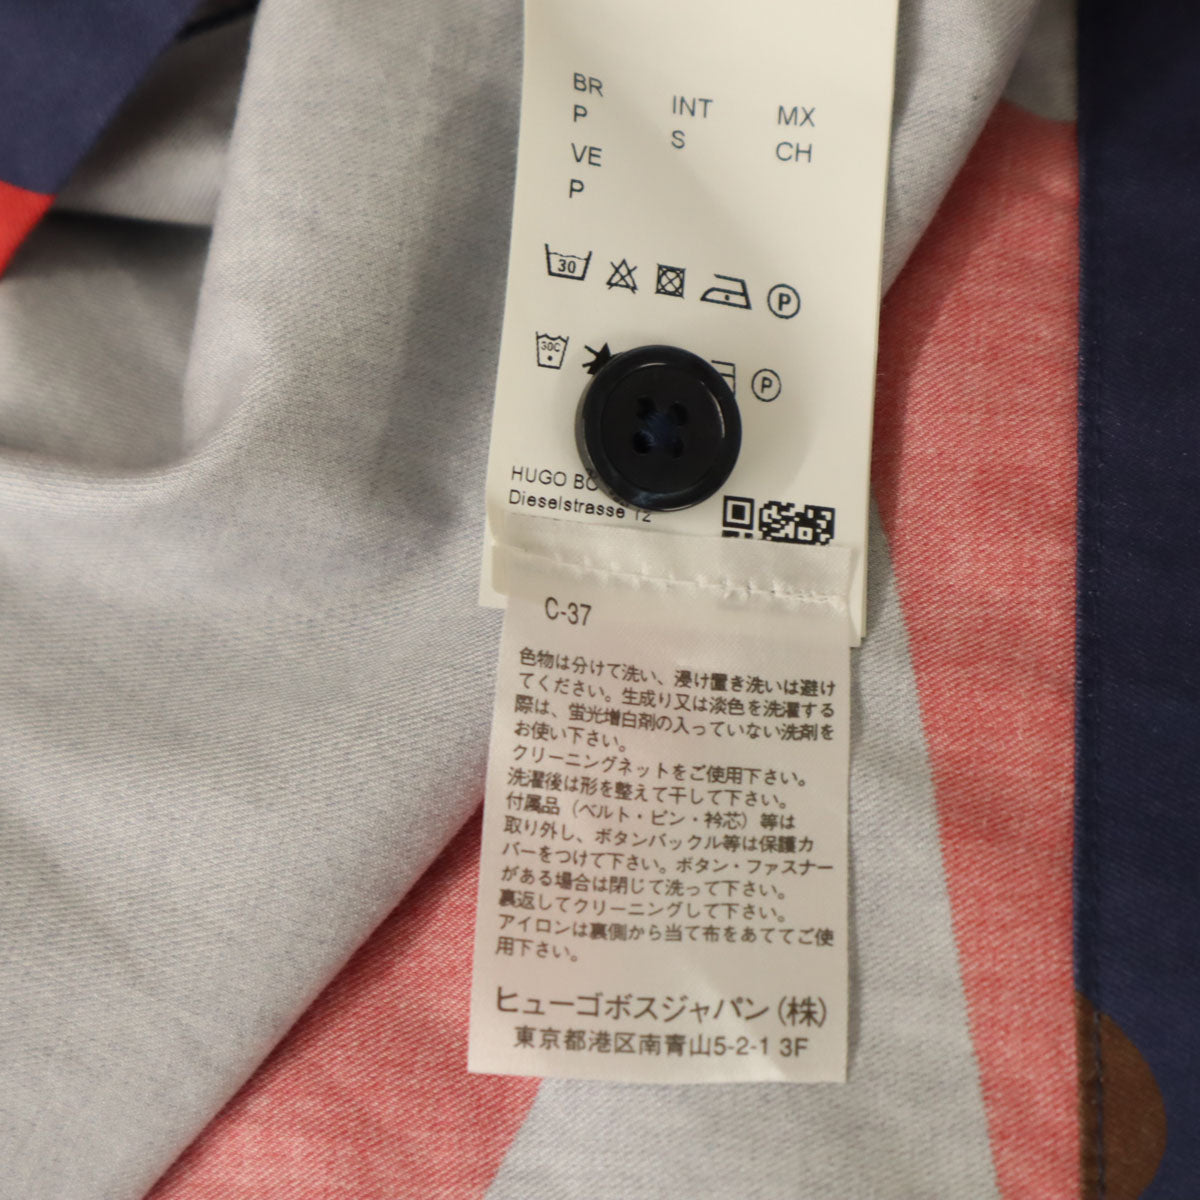 BR INT MX
P S CH
VE
P
30 P
30C P
HUGO BO
Dieselstrasse 12
C-37
色物は分けて洗い、浸け置き洗いは避け
てください。生成り又は淡色を洗濯する
際は、蛍光増白剤の入っていない洗剤を
お使い下さい。
クリーニングネットをご使用下さい。
洗濯後は形を整えて干して下さい。
付属品（ベルト・ピン・衿芯）等は
取り外し、ボタンバックル等は保護カ
バーをつけて下さい。ボタン・ファスナー
がある場合は閉じて洗って下さい。
裏返してクリーニングして下さい。
アイロンは裏側から当て布をあててご使
用下さい。
ヒューゴボスジャパン（株）
東京都港区南青山5-2-1 3F